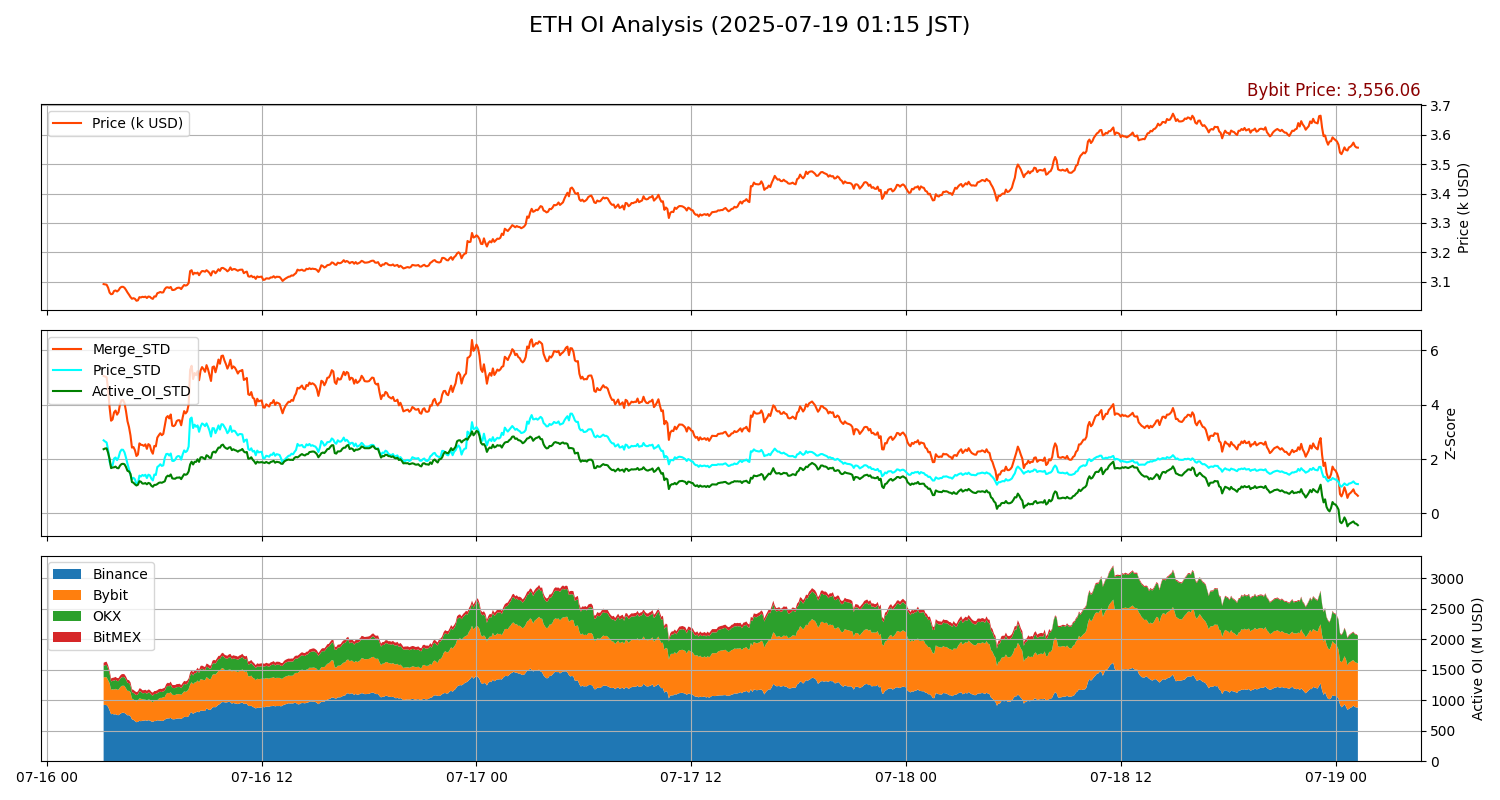 ETH OI Analysis (2025-07-19 01:15 JST)
Bybit Price: 3,556.06
Price (k USD)
3.7
3.6
3.5
3.4
3.3
3.2
3.1
Price (k USD)
Merge_STD
Price_STD
Active_OI_STD
6
4
2
0
Z-Score
Binance
Bybit
OKX
BitMEX
3000
2500
2000
1500
1000
500
0
Active OI (M USD)
07-16 00
07-16 12
07-17 00
07-17 12
07-18 00
07-18 12
07-19 00